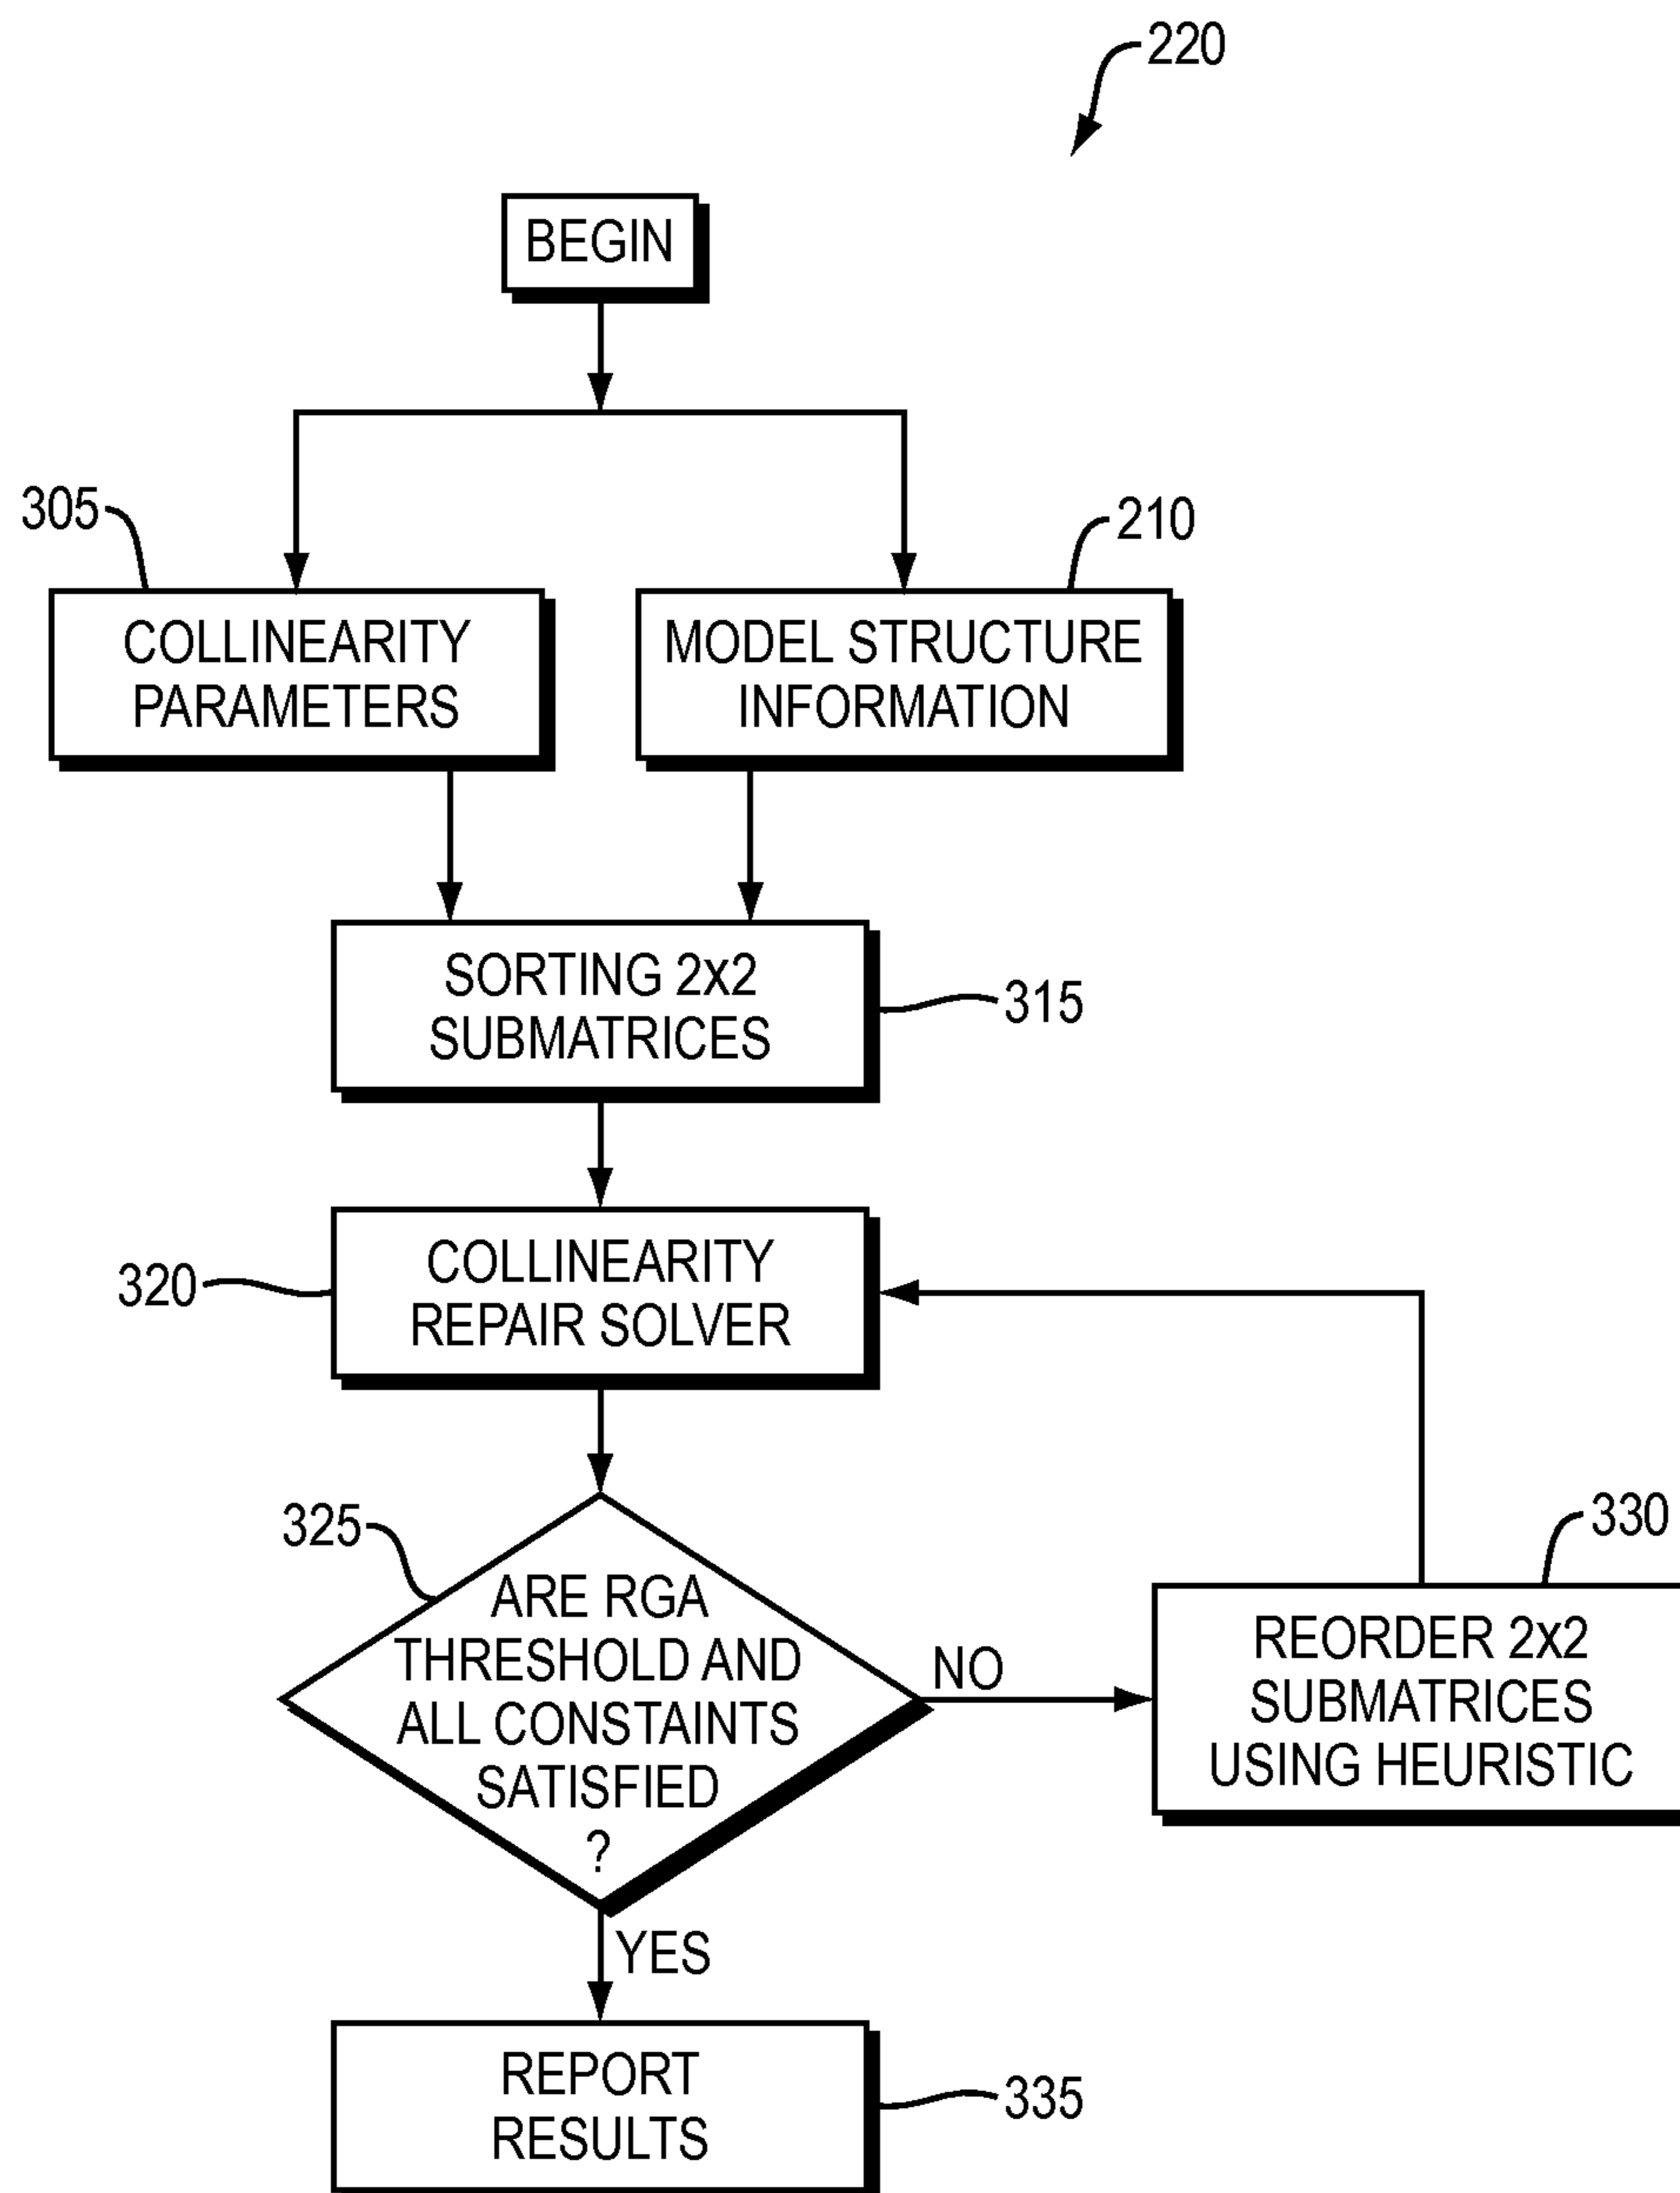 220
BEGIN
305
210
COLLINEARITY
PARAMETERS
MODEL STRUCTURE
INFORMATION
SORTING 2x2
SUBMATRICES
315
COLLINEARITY
REPAIR SOLVER
320
325
ARE RGA
THRESHOLD AND
ALL CONSTAINTS
SATISFIED
?
NO
330
REORDER 2x2
SUBMATRICES
USING HEURISTIC
YES
REPORT
RESULTS
335